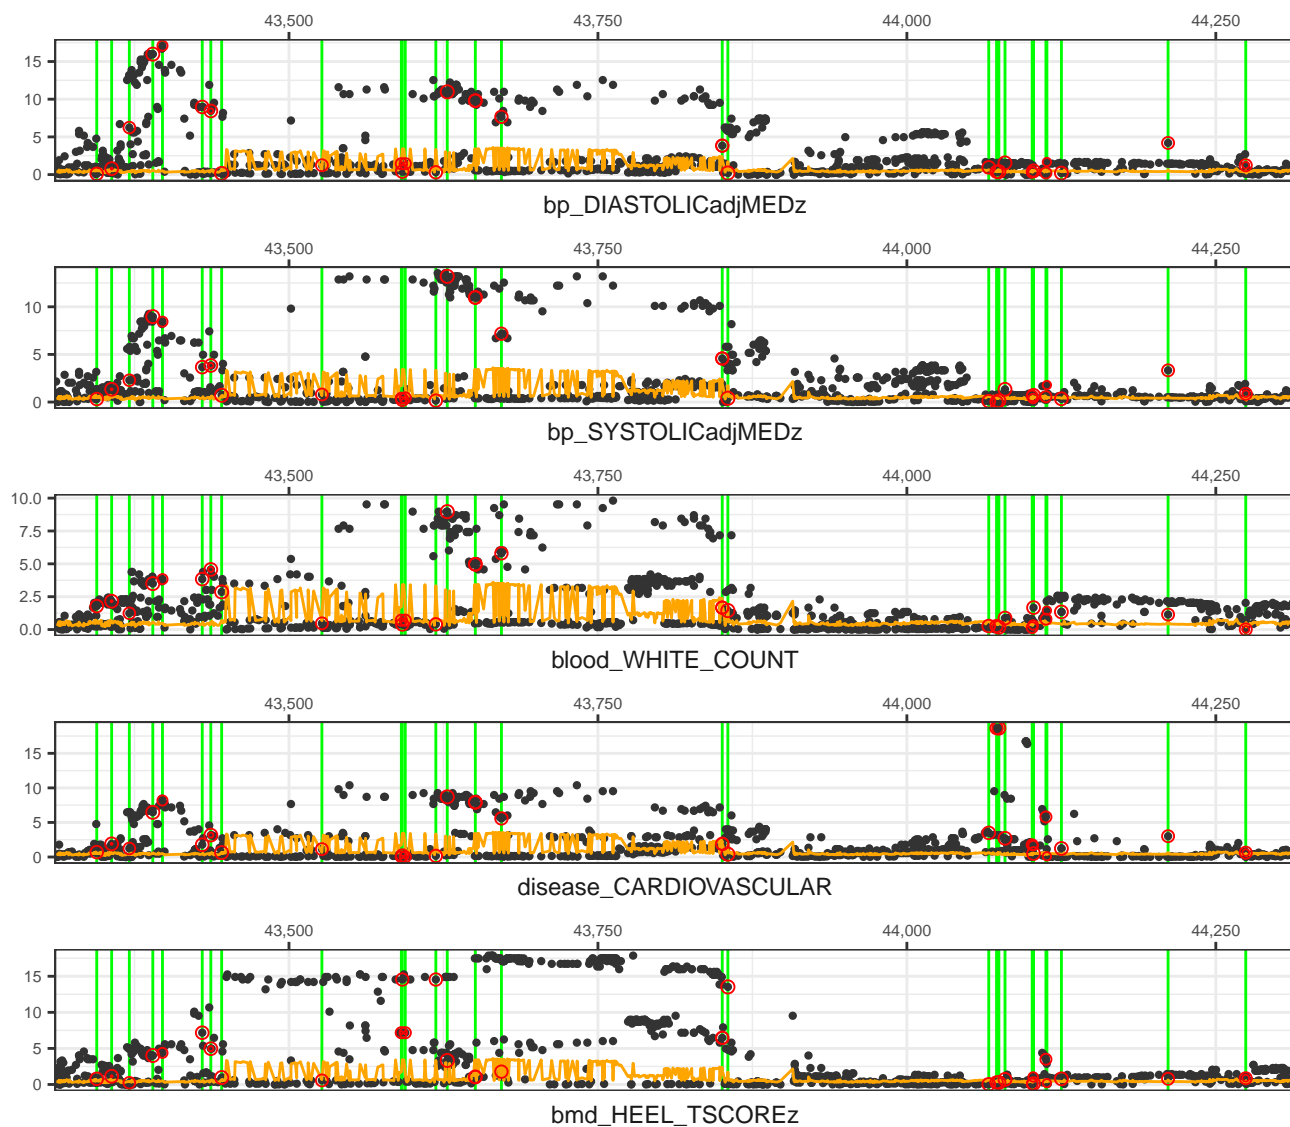 43,500 43,750 44,000 44,250
15
10
5
0
bp_DIASTOLICadjMEDz
43,500 43,750 44,000 44,250
10
5
0
bp_SYSTOLICadjMEDz
43,500 43,750 44,000 44,250
10.0
7.5
5.0
2.5
0.0
blood_WHITE_COUNT
43,500 43,750 44,000 44,250
15
10
5
0
disease_CARDIOVASCULAR
43,500 43,750 44,000 44,250
15
10
5
0
bmd_HEEL_TSCOREz